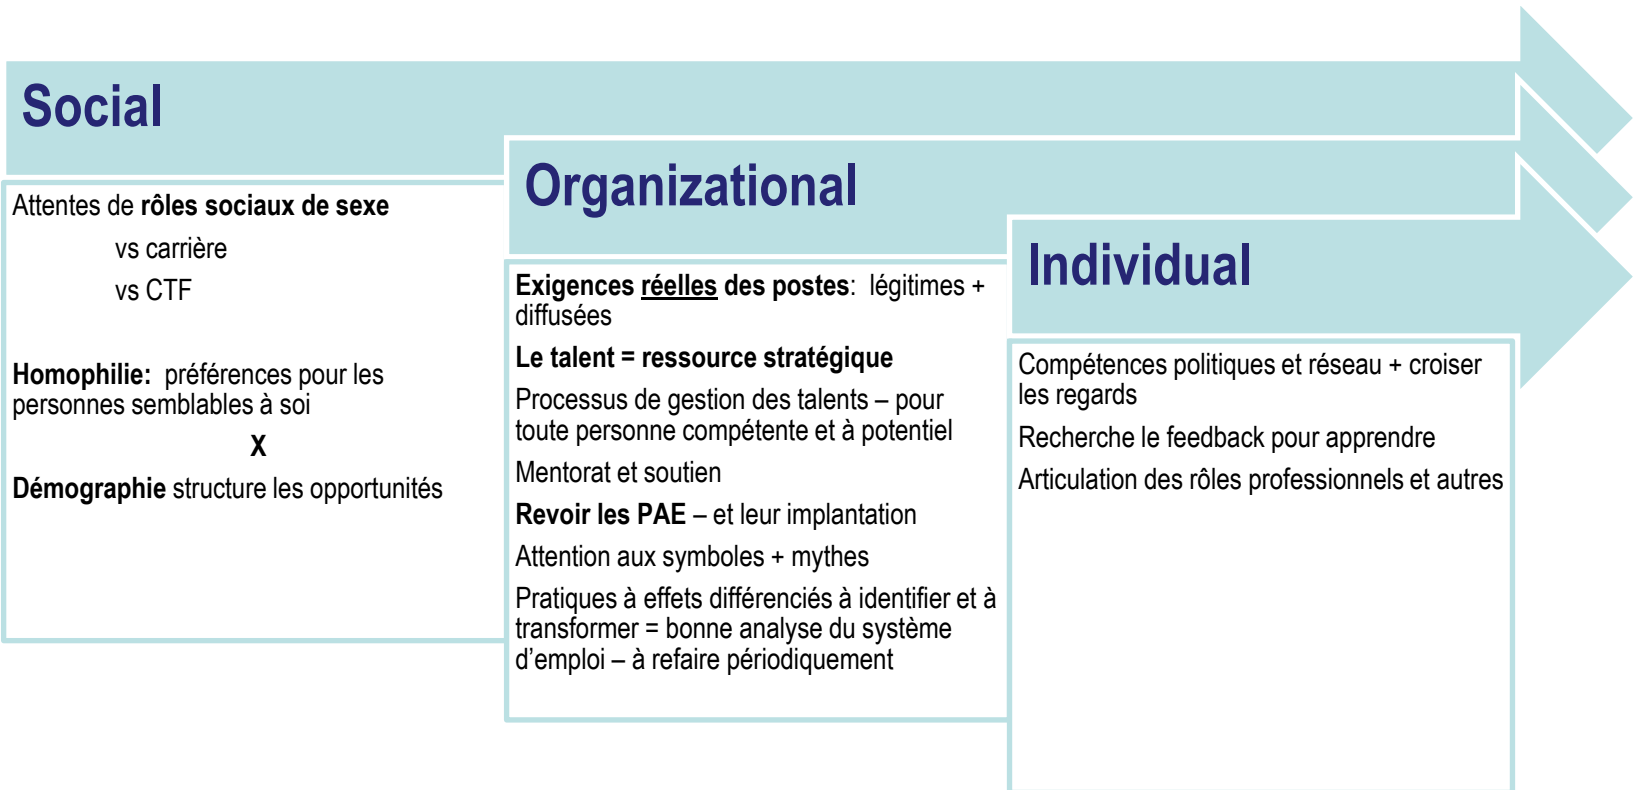 Social
Attentes de rôles sociaux de sexe
vs carrière
vs CTF
Homophilie: préférences pour les
personnes semblables à soi
X
Démographie structure les opportunités
Organizational
Exigences réelles des postes: légitimes +
diffusées
Le talent = ressource stratégique
Processus de gestion des talents – pour
toute personne compétente et à potentiel
Mentorat et soutien
Revoir les PAE – et leur implantation
Attention aux symboles + mythes
Pratiques à effets différenciés à identifier et à
transformer = bonne analyse du système
d’emploi – à refaire périodiquement
Individual
Compétences politiques et réseau + croiser
les regards
Recherche le feedback pour apprendre
Articulation des rôles professionnels et autres